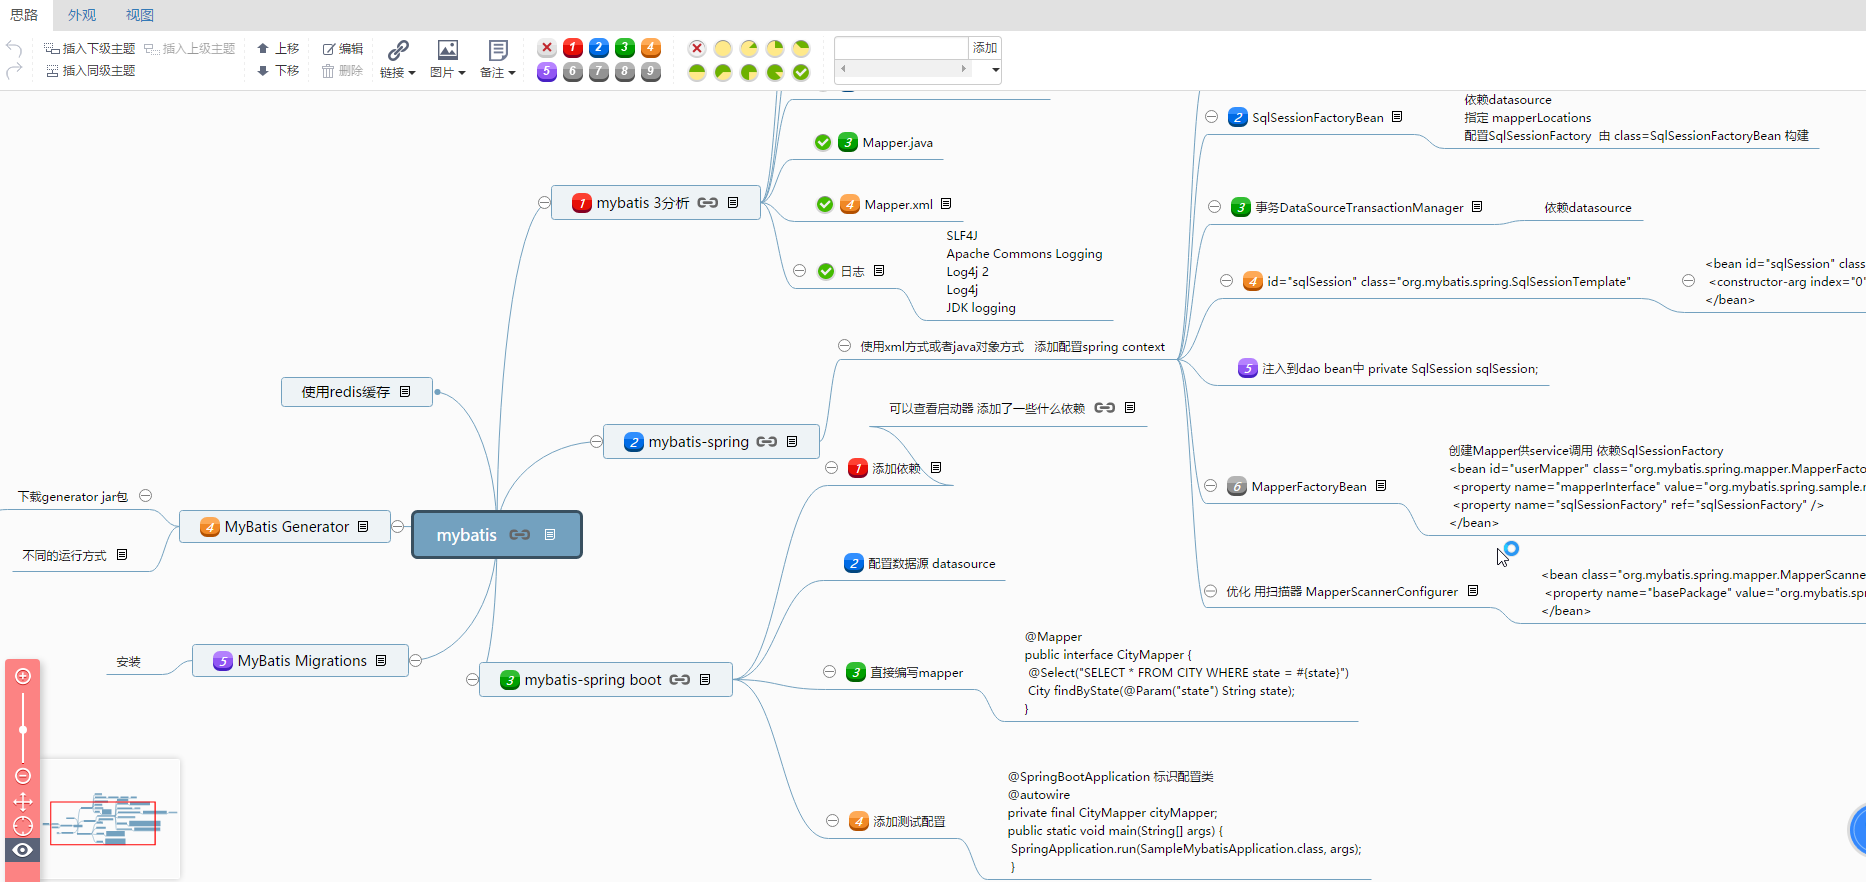 思路 外观 视图
插入下级主题 插入上级主题 上移 编辑 1 2 3 4 添加
插入同级主题 下移 删除 链接 图片 备注 5 6 7 8 9
依赖datasource
2 SqlSessionFactoryBean
指定 mapperLocations
配置SqlSessionFactory 由 class=SqlSessionFactoryBean 构建
3 Mapper.java
1 mybatis 3分析
4 Mapper.xml
3 事务DataSourceTransactionManager
依赖datasource
日志
SLF4J
Apache Commons Logging
Log4j 2
Log4j
JDK logging
4 id="sqlSession" class="org.mybatis.spring.SqlSessionTemplate"
<bean id="sqlSession" clas
<constructor-arg index="0"
</bean>
使用xml方式或者java对象方式 添加配置spring context
5 注入到dao bean中 private SqlSession sqlSession;
使用redis缓存
可以查看启动器 添加了一些什么依赖
2 mybatis-spring
1 添加依赖
创建Mapper供service调用 依赖SqlSessionFactory
<bean id="userMapper" class="org.mybatis.spring.mapper.MapperFacto
<property name="mapperInterface" value="org.mybatis.spring.sample.r
<property name="sqlSessionFactory" ref="sqlSessionFactory" />
</bean>
6 MapperFactoryBean
下载generator jar包
4 MyBatis Generator
不同的运行方式
mybatis
2 配置数据源 datasource
优化 用扫描器 MapperScannerConfigurer
<bean class="org.mybatis.spring.mapper.MapperScanne
<property name="basePackage" value="org.mybatis.spr
</bean>
安装
5 MyBatis Migrations
3 mybatis-spring boot
3 直接编写mapper
@Mapper
public interface CityMapper {
@Select("SELECT * FROM CITY WHERE state = #{state}")
City findByState(@Param("state") String state);
}
4 添加测试配置
@SpringBootApplication 标识配置类
@autowire
private final CityMapper cityMapper;
public static void main(String[] args) {
SpringApplication.run(SampleMybatisApplication.class, args);
}